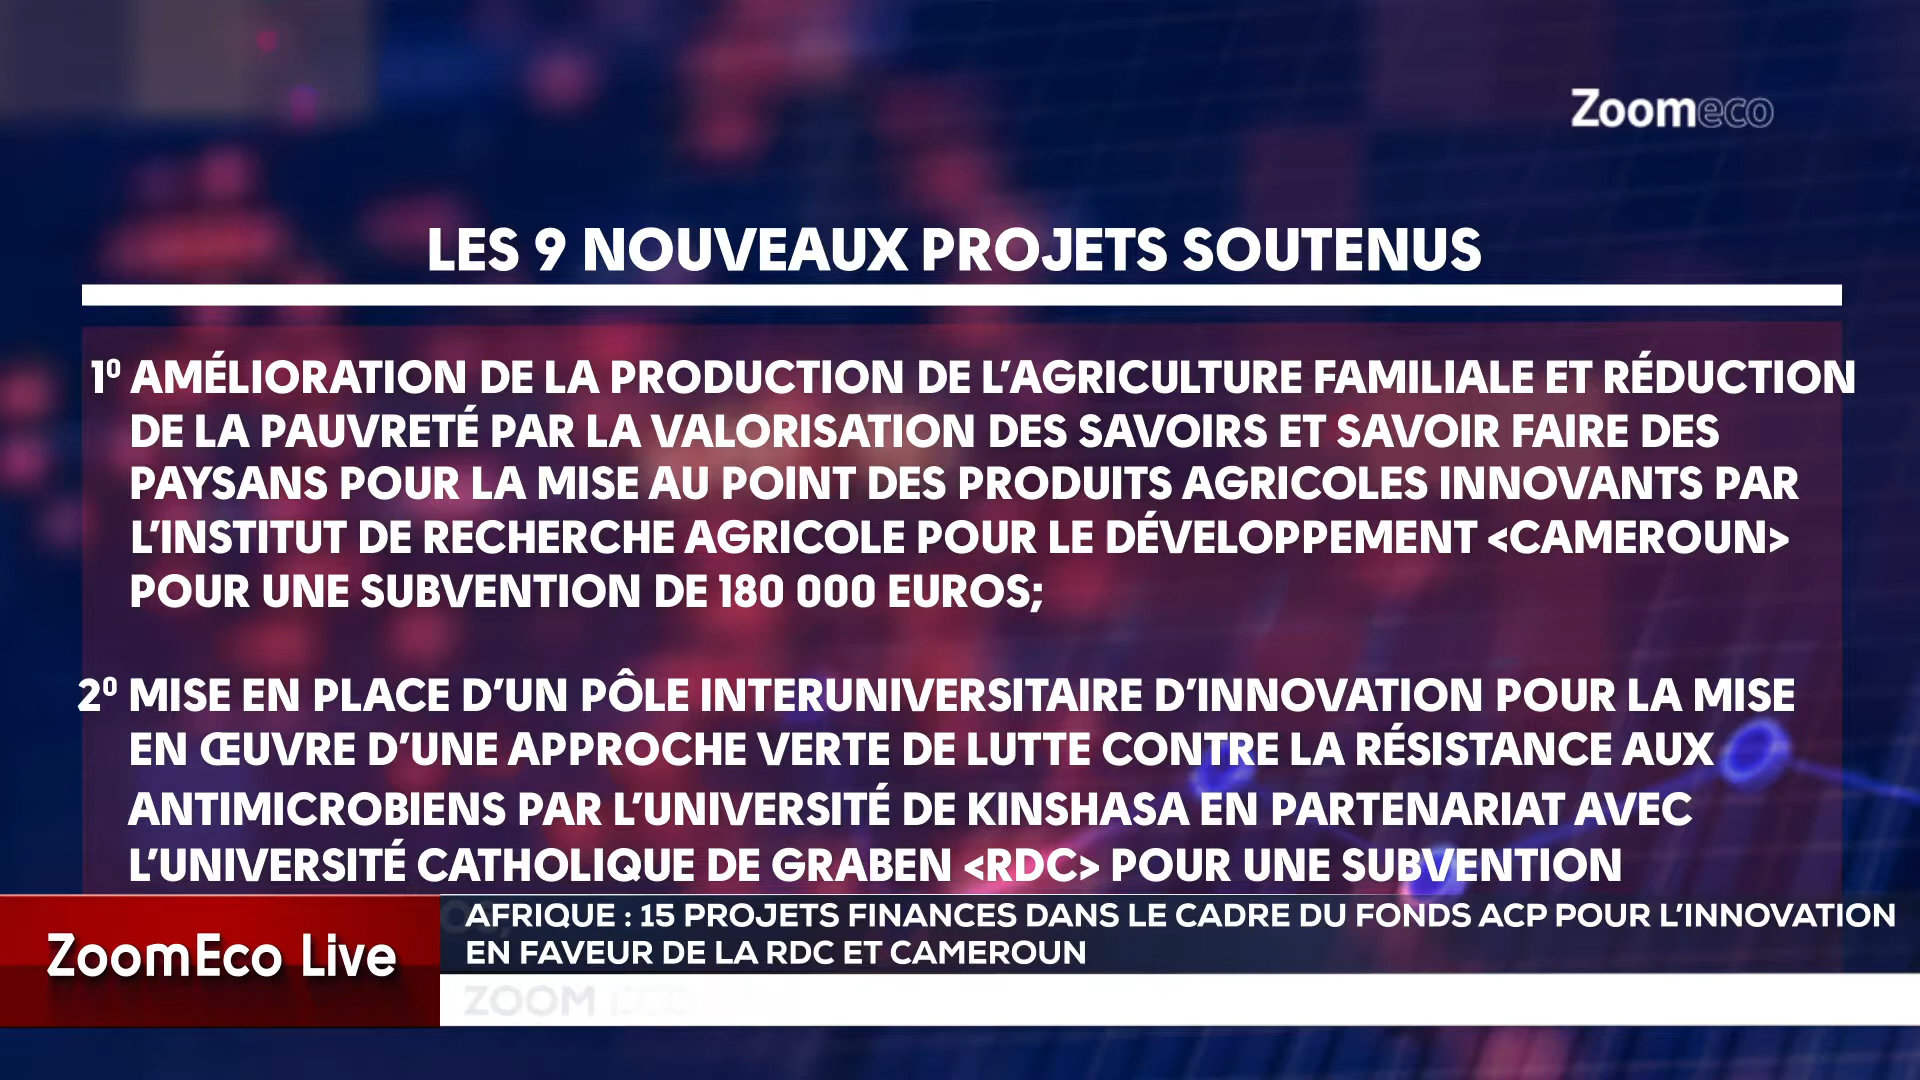 Zoomeco
LES 9 NOUVEAUX PROJETS SOUTENUS
1⁰ AMÉLIORATION DE LA PRODUCTION DE L’AGRICULTURE FAMILIALE ET RÉDUCTION
DE LA PAUVRETÉ PAR LA VALORISATION DES SAVOIRS ET SAVOIR FAIRE DES
PAYSANS POUR LA MISE AU POINT DES PRODUITS AGRICOLES INNOVANTS PAR
L’INSTITUT DE RECHERCHE AGRICOLE POUR LE DÉVELOPPEMENT <CAMEROUN>
POUR UNE SUBVENTION DE 180 000 EUROS;
2⁰ MISE EN PLACE D’UN PÔLE INTERUNIVERSITAIRE D’INNOVATION POUR LA MISE
EN ŒUVRE D’UNE APPROCHE VERTE DE LUTTE CONTRE LA RÉSISTANCE AUX
ANTIMICROBIENS PAR L’UNIVERSITÉ DE KINSHASA EN PARTENARIAT AVEC
L’UNIVERSITÉ CATHOLIQUE DE GRABEN <RDC> POUR UNE SUBVENTION
AFRIQUE : 15 PROJETS FINANCES DANS LE CADRE DU FONDS ACP POUR L’INNOVATION
EN FAVEUR DE LA RDC ET CAMEROUN
ZoomEco Live
ZOOM